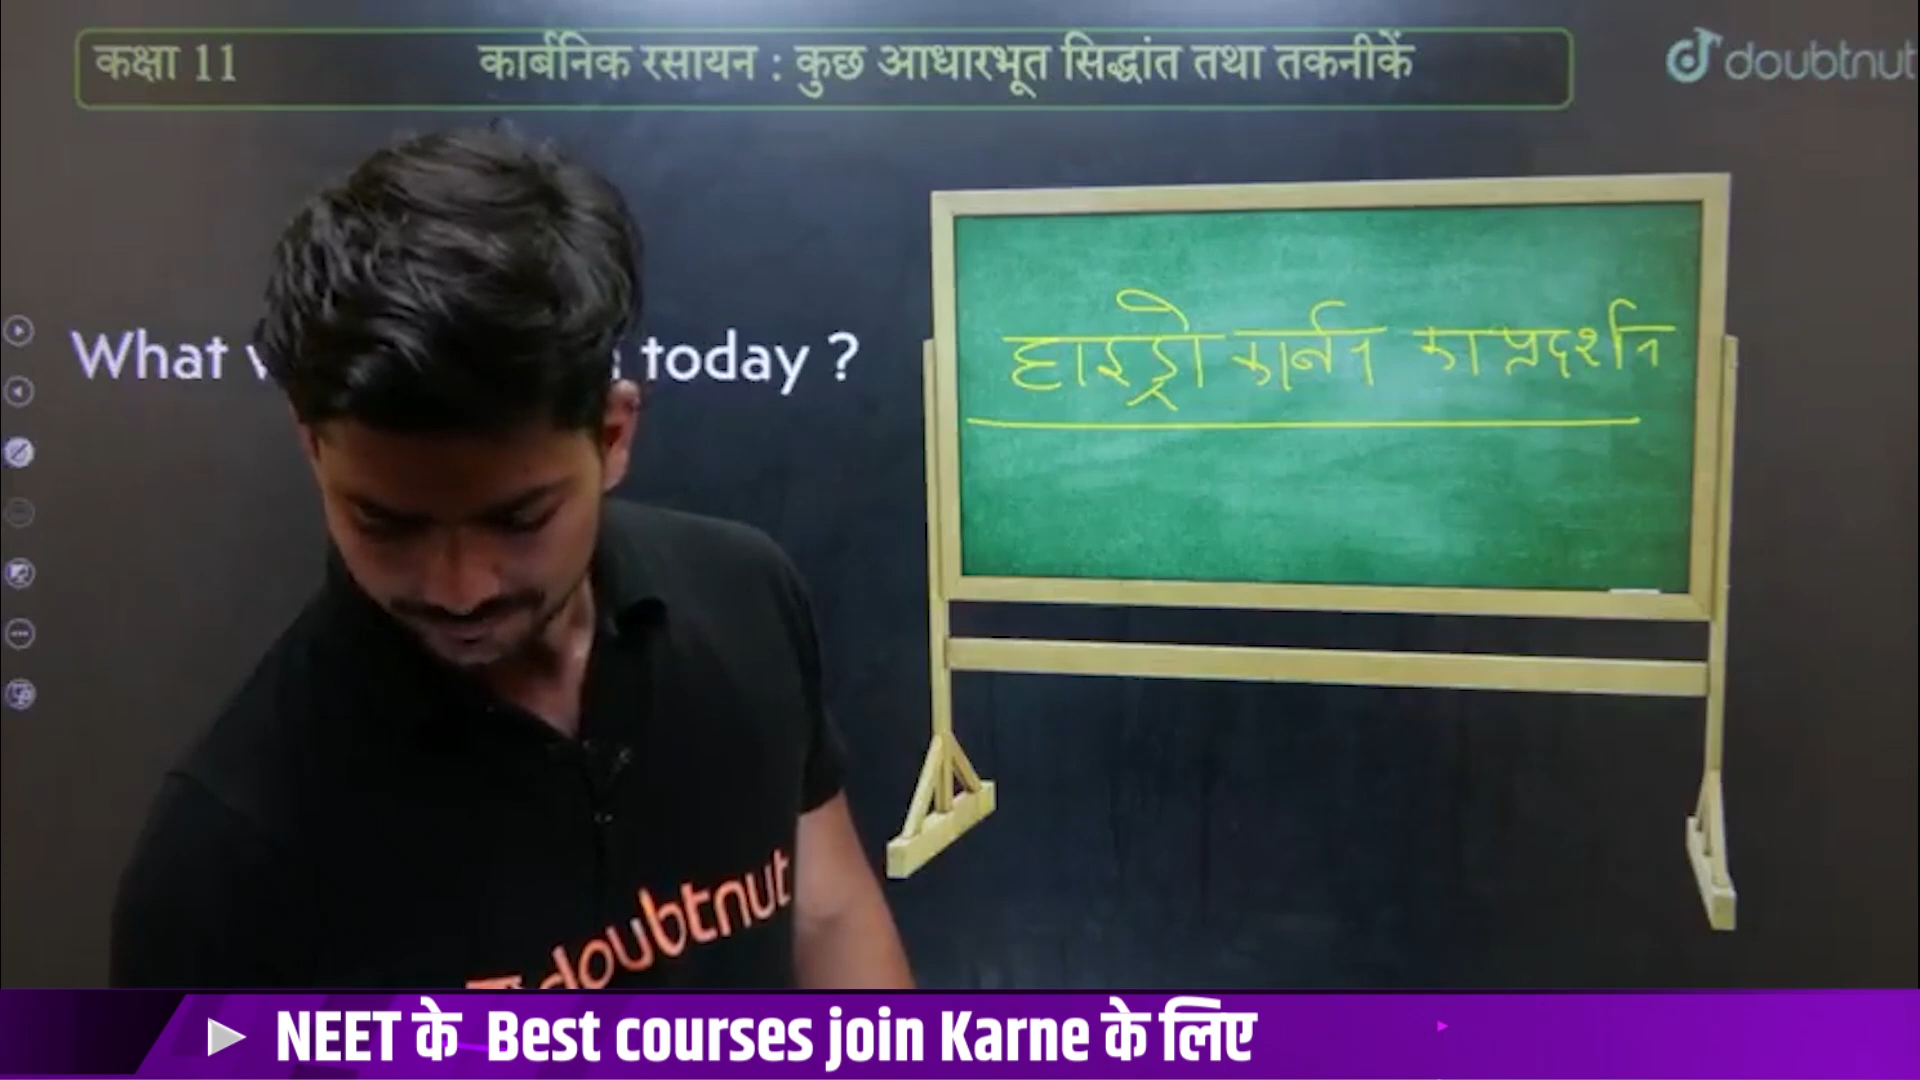 कक्षा 11 कार्बनिक रसायन : कुछ आधारभूत सिद्धांत तथा तकनीकें
doubtnut
What today ?
हाइड्रो कार्बन का प्रदर्शन
doubtnut
NEET के Best courses join Karne के लिए